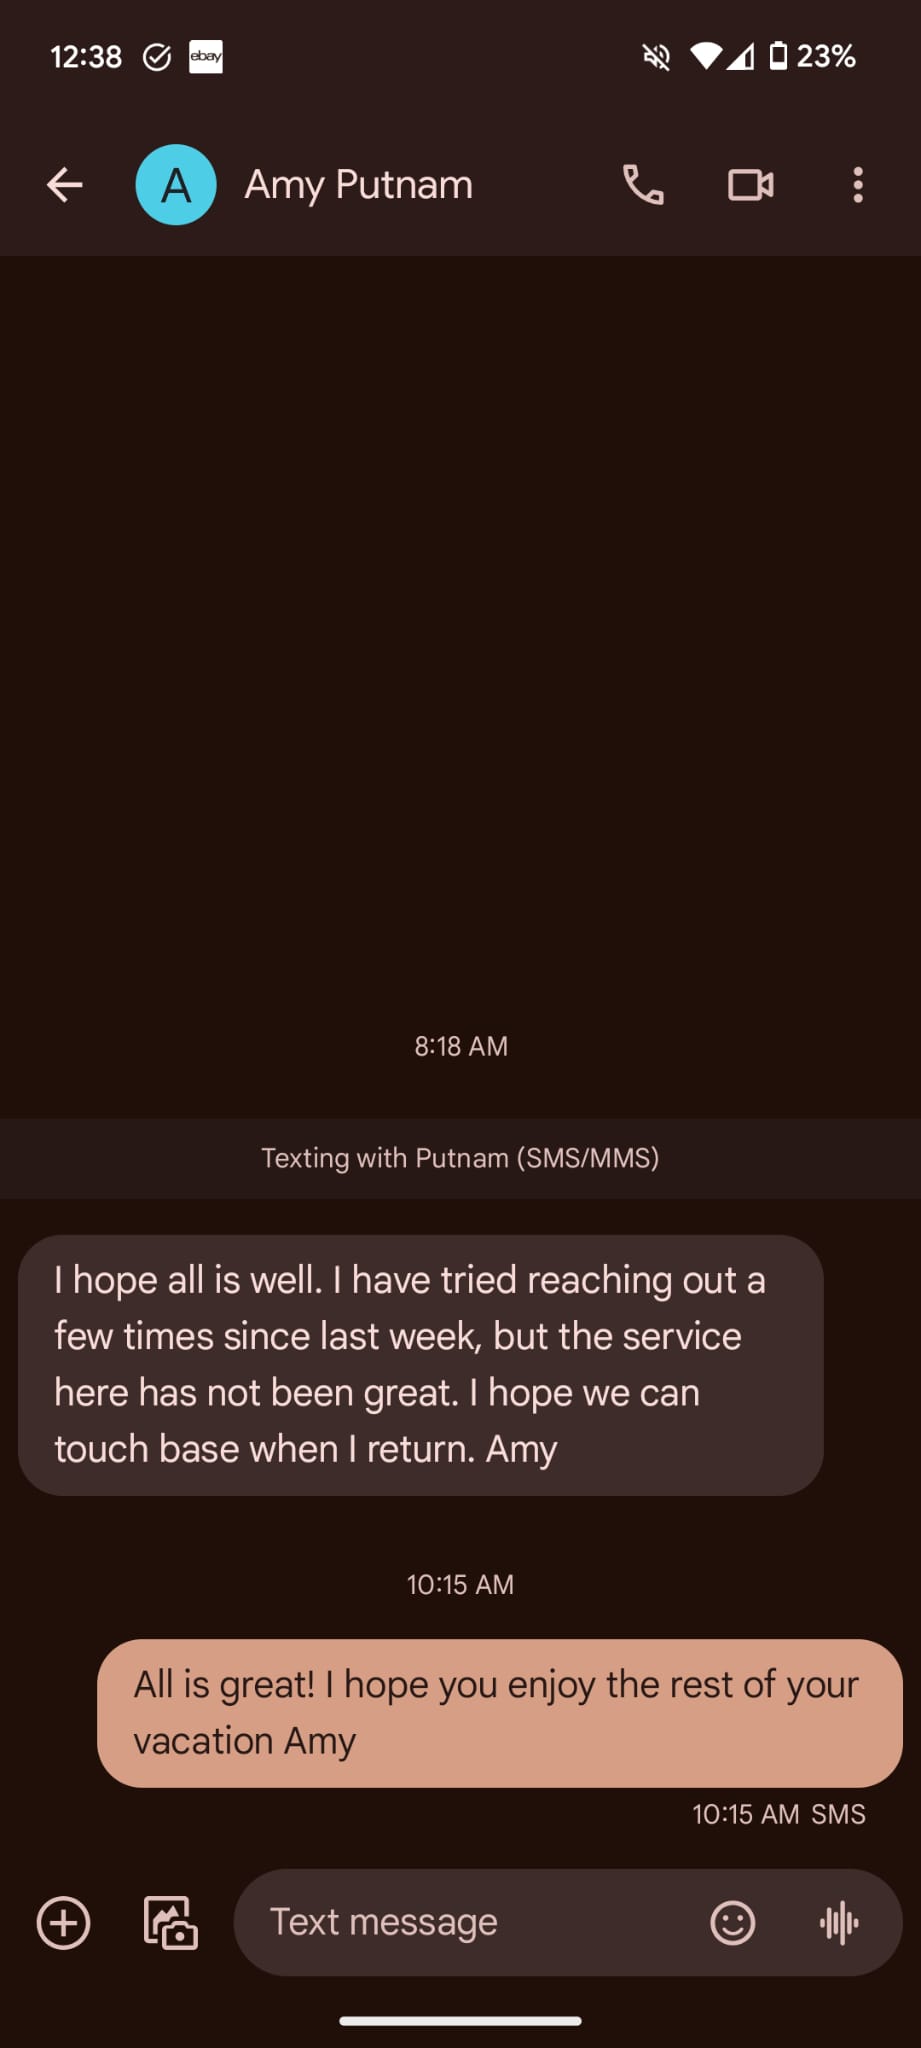 12:38 ebay 23%
A Amy Putnam
8:18 AM
Texting with Putnam (SMS/MMS)
I hope all is well. I have tried reaching out a
few times since last week, but the service
here has not been great. I hope we can
touch base when I return. Amy
10:15 AM
All is great! I hope you enjoy the rest of your
vacation Amy
10:15 AM SMS
Text message